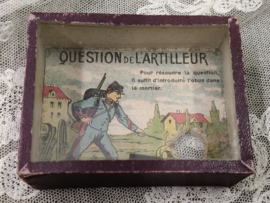 QUESTION DE L'ARTILLEUR
Pour résoudre la question,
il suffit d'introduire l'obus dans
le mortier.